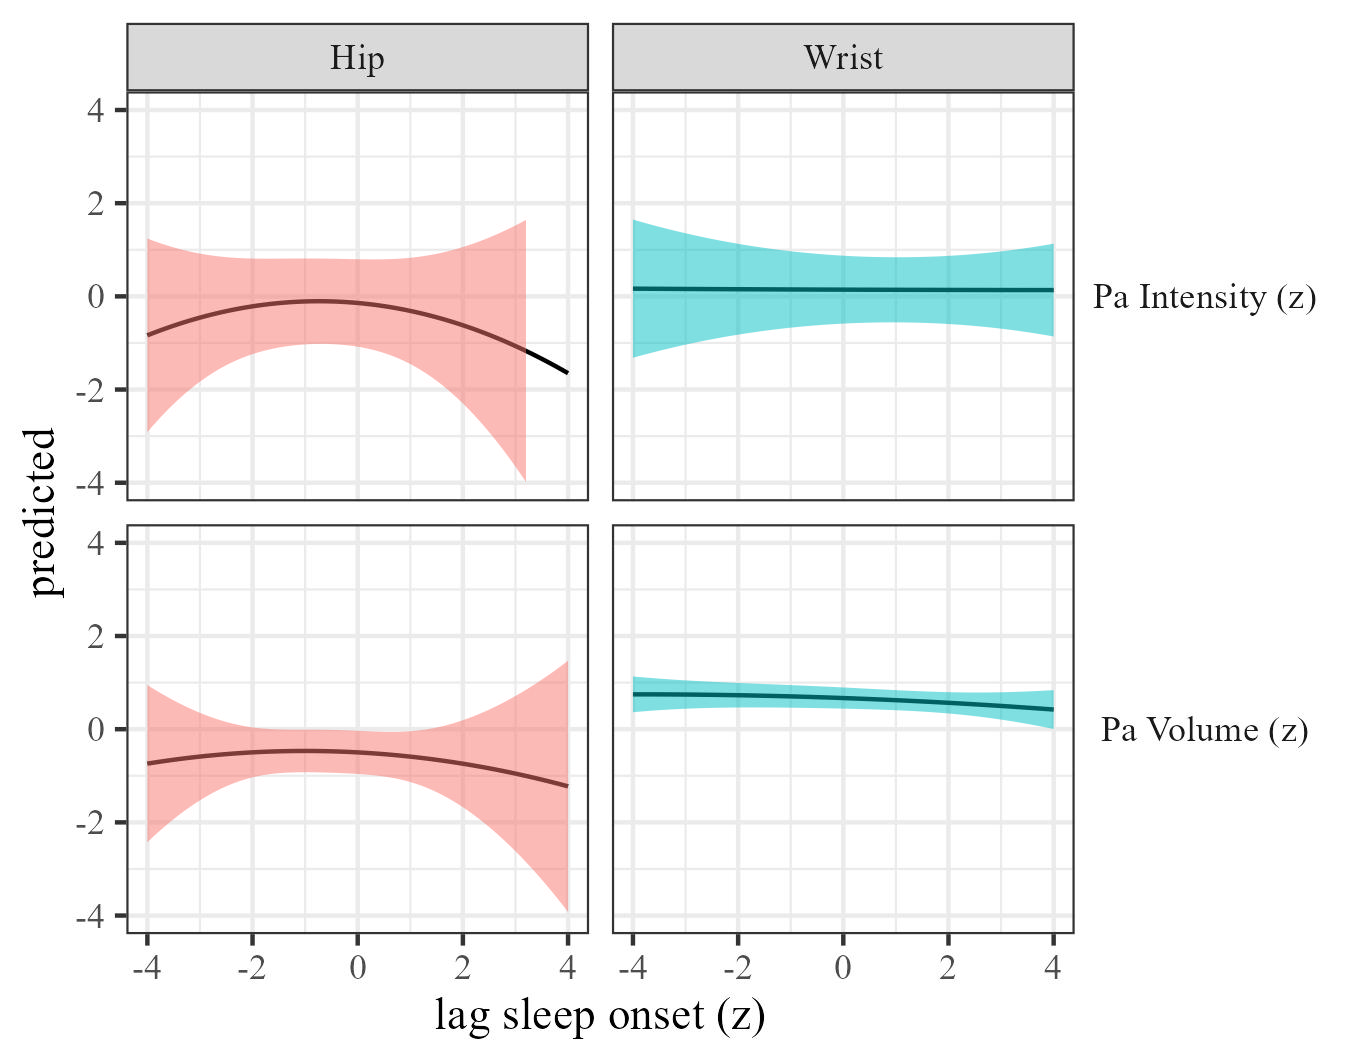 Hip
Wrist
4
2
0
-2
-4
Pa Intensity (z)
predicted
4
2
0
-2
-4
Pa Volume (z)
-4 -2 0 2 4
-4 -2 0 2 4
lag sleep onset (z)